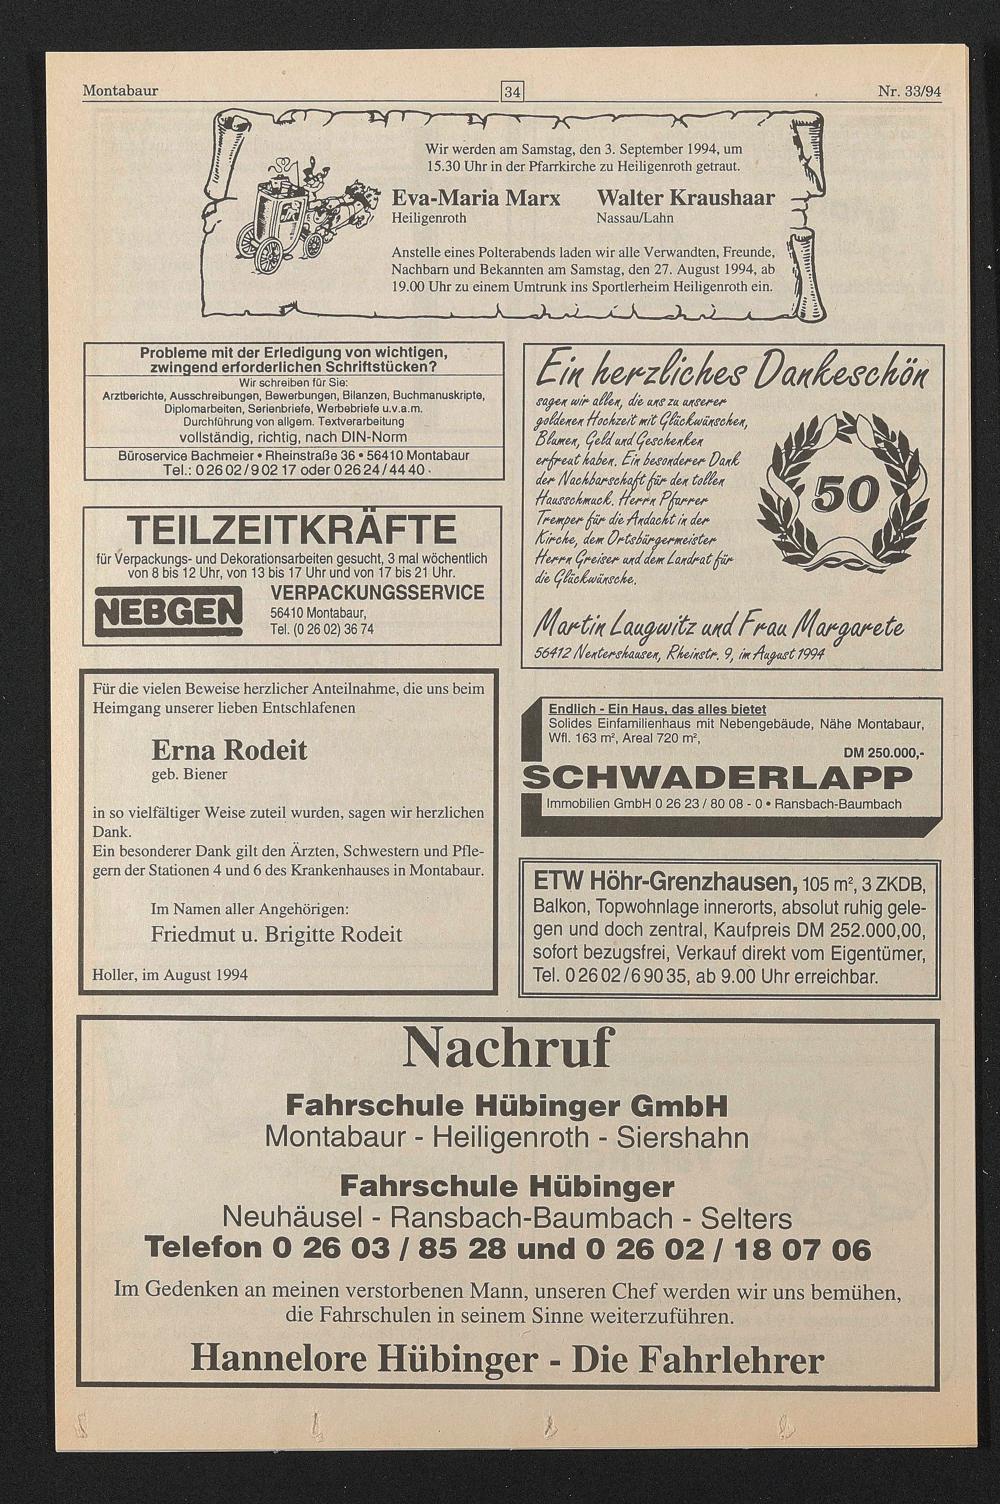 Montabaur
34
Nr. 33/94
Wir werden am Samstag, den 3. September 1994, um
15.30 Uhr in der Pfarrkirche zu Heiligenroth getraut.
Eva-Maria Marx Walter Kraushaar
Heiligenroth Nassau/Lahn
Anstelle eines Polterabends laden wir alle Verwandten, Freunde,
Nachbarn und Bekannten am Samstag, den 27. August 1994, ab
19.00 Uhr zu einem Umtrunk ins Sportlerheim Heiligenroth ein.
Probleme mit der Erledigung von wichtigen,
zwingend erforderlichen Schriftstücken?
Wir schreiben für Sie:
Arztberichte, Ausschreibungen, Bewerbungen, Bilanzen, Buchmanuskripte,
Diplomarbeiten, Serienbriefe, Werbebriefe u.v.a.m.
Durchführung von allgem. Textverarbeitung
vollständig, richtig, nach DIN-Norm
Büroservice Bachmeier • Rheinstraße 36 • 56410 Montabaur
Tel.: 0 26 02 / 9 02 17 oder 0 26 24 / 44 40
TEILZEITKRÄFTE
für Verpackungs- und Dekorationsarbeiten gesucht, 3 mal wöchentlich
von 8 bis 12 Uhr, von 13 bis 17 Uhr und von 17 bis 21 Uhr.
NEBGEN
VERPACKUNGSSERVICE
56410 Montabaur,
Tel. (0 26 02) 36 74
Für die vielen Beweise herzlicher Anteilnahme, die uns beim
Heimgang unserer lieben Entschlafenen
Erna Rodeit
geb. Biener
in so vielfältiger Weise zuteil wurden, sagen wir herzlichen
Dank.
Ein besonderer Dank gilt den Ärzten, Schwestern und Pfle-
gern der Stationen 4 und 6 des Krankenhauses in Montabaur.
Im Namen aller Angehörigen:
Friedmut u. Brigitte Rodeit
Holler, im August 1994
Ein herzliches Dankeschön
sagen wir allen, die uns zu unserer
goldenen Hochzeit mit Glückwünschen,
Blumen, Geld und Geschenken
erfreut haben. Ein besonderer Dank
der Nachbarschaft für den tollen
Hausschmuck. Herrn Pfarrer
Tremper für die Andacht in der
Kirche, dem Ortsbürgermeister
Herrn Greiser und dem Landrat für
die Glückwünsche.
50
Martin Laugwitz und Frau Margarete
56412 Nentershausen, Rheinstr. 9, im August 1994
Endlich - Ein Haus, das alles bietet
Solides Einfamilienhaus mit Nebengebäude, Nähe Montabaur,
Wfl. 163 m², Areal 720 m²,
DM 250.000,-
SCHWADERLAPP
Immobilien GmbH 0 26 23 / 80 08 - 0 • Ransbach-Baumbach
ETW Höhr-Grenzhausen, 105 m², 3 ZKDB,
Balkon, Topwohnlage innerorts, absolut ruhig gele-
gen und doch zentral, Kaufpreis DM 252.000,00,
sofort bezugsfrei, Verkauf direkt vom Eigentümer,
Tel. 0 26 02 / 6 90 35, ab 9.00 Uhr erreichbar.
Nachruf
Fahrschule Hübinger GmbH
Montabaur - Heiligenroth - Siershahn
Fahrschule Hübinger
Neuhäusel - Ransbach-Baumbach - Selters
Telefon 0 26 03 / 85 28 und 0 26 02 / 18 07 06
Im Gedenken an meinen verstorbenen Mann, unseren Chef werden wir uns bemühen,
die Fahrschulen in seinem Sinne weiterzuführen.
Hannelore Hübinger - Die Fahrlehrer